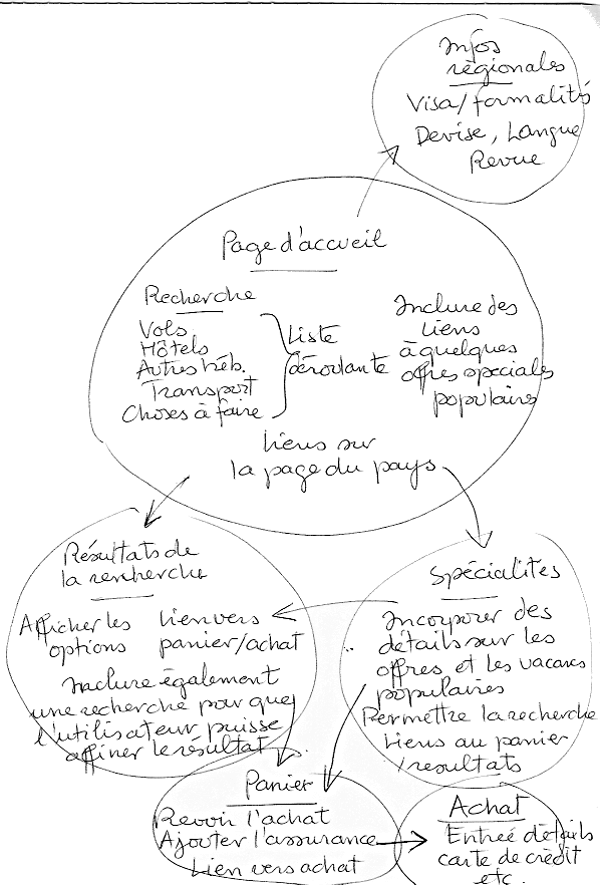 Infos
régionales
Visa/formalités
Devise, Langue
Revue
Page d'accueil
Recherche
Vols
Hôtels
Autres héb.
Transport
Choses à faire
Liste
déroulante
Inclure des
liens
à quelques
offres speciales
populaires
liens sur
la page du pays
Résultats de
la recherche
Afficher les
options
lien vers
panier/achat
Inclure également
une recherche pour que
l'utilisateur puisse
affiner le résultat
Spécialités
Incorporer des
détails sur les
offres et les vacances
populaires
Permettre la recherche
Liens au panier
/resultats
Panier
Revoir l'achat
Ajouter l'assurance
Lien vers achat
Achat
Entreé détails
carte de crèdit
etc.